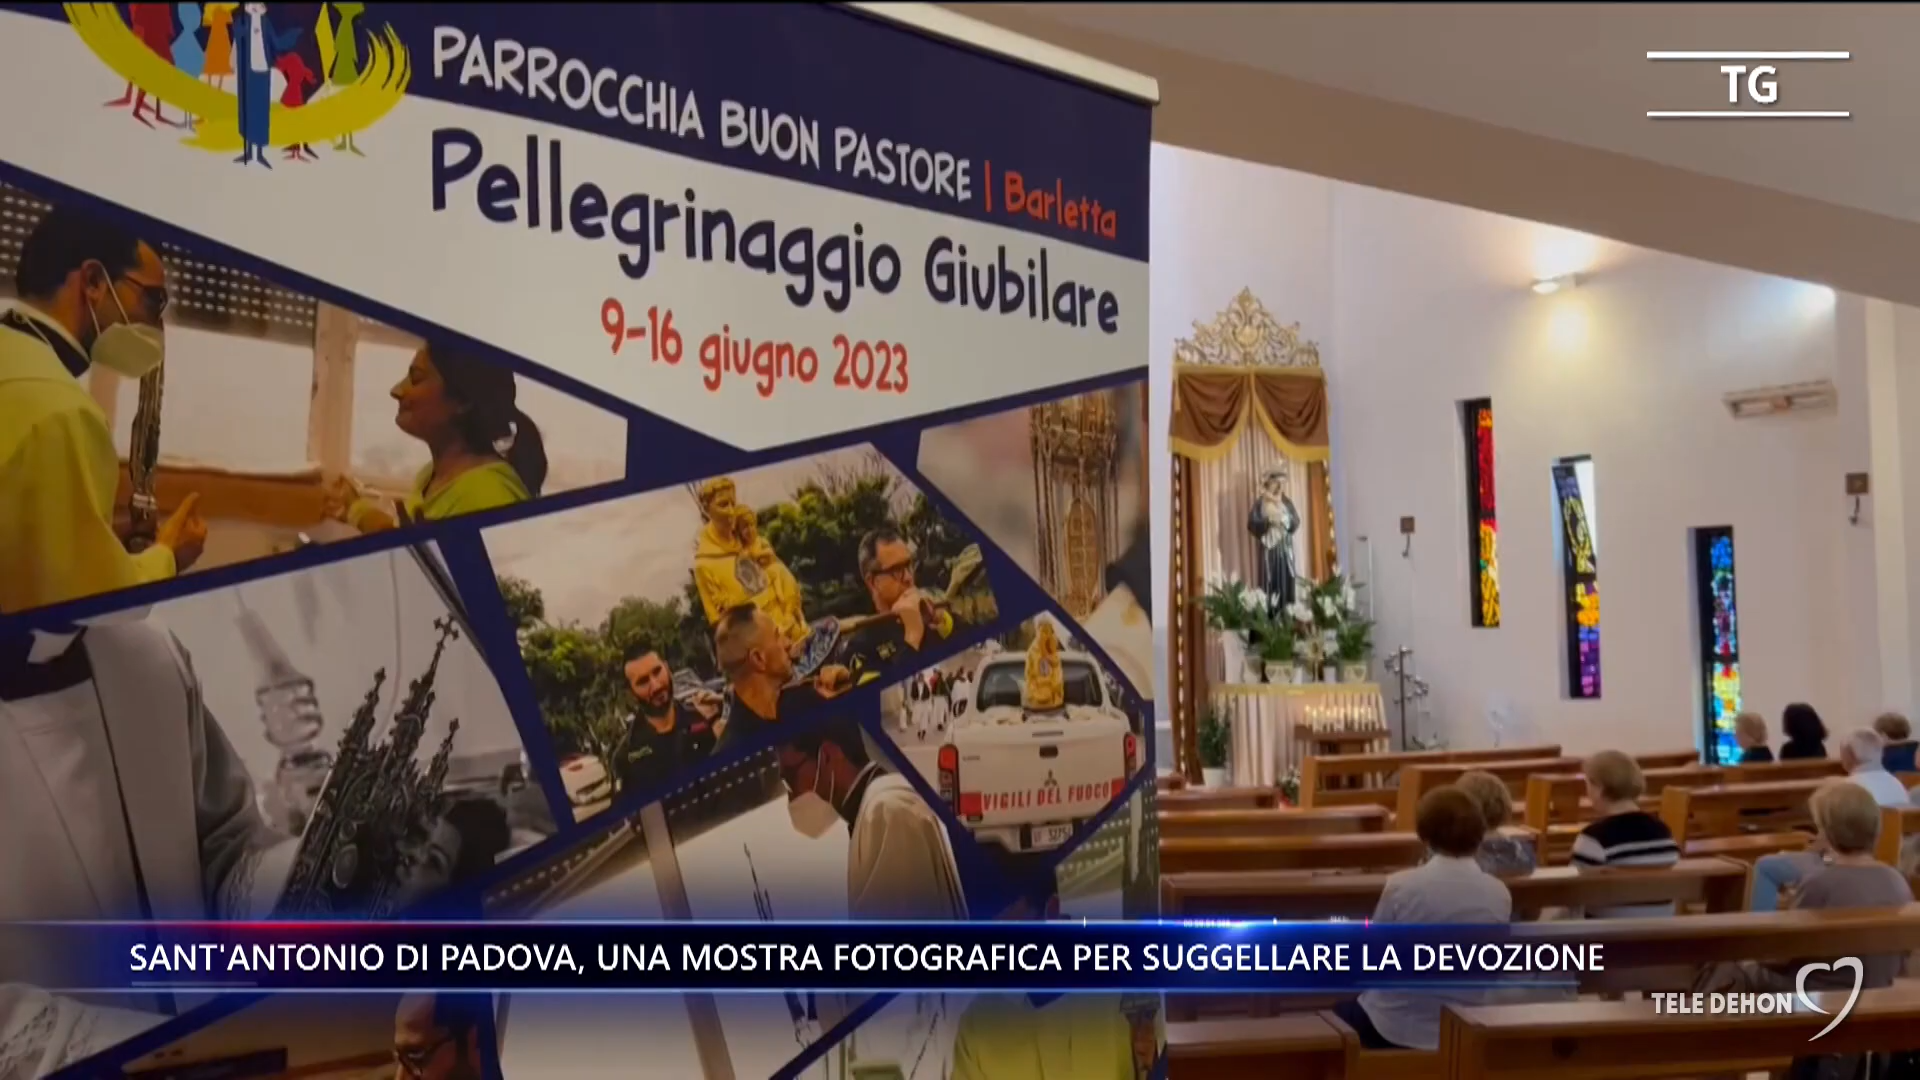 TG
PARROCCHIA BUON PASTORE | Barletta
Pellegrinaggio Giubilare
9-16 giugno 2023
VIGILI DEL FUOCO
SANT'ANTONIO DI PADOVA, UNA MOSTRA FOTOGRAFICA PER SUGGELLARE LA DEVOZIONE
TELE DEHON